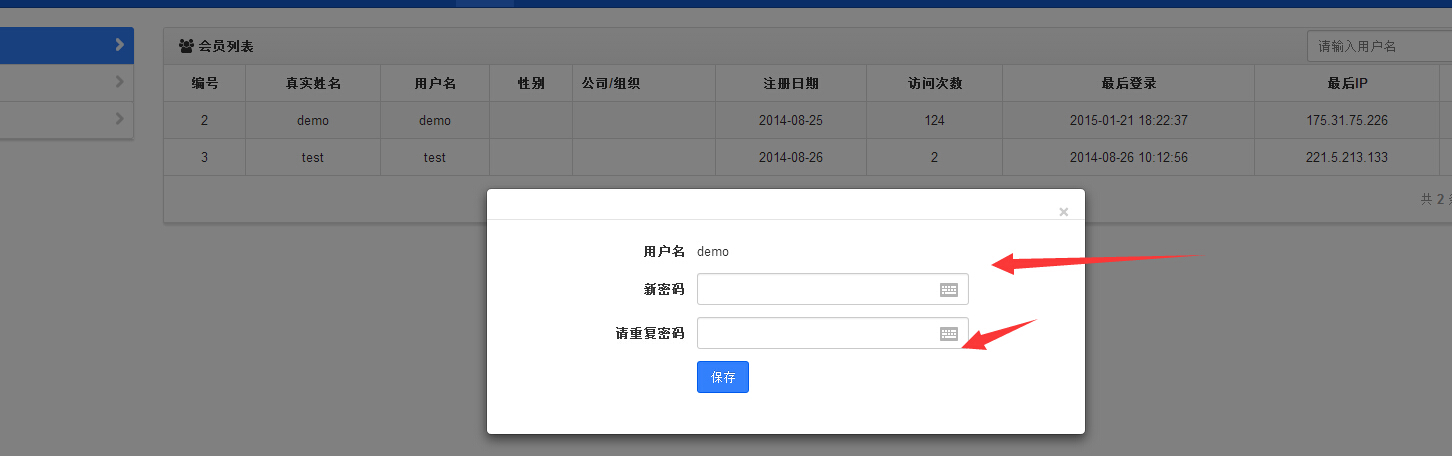 会员列表 请输入用户名
编号 真实姓名 用户名 性别 公司/组织 注册日期 访问次数 最后登录 最后IP
2 demo demo 2014-08-25 124 2015-01-21 18:22:37 175.31.75.226
3 test test 2014-08-26 2 2014-08-26 10:12:56 221.5.213.133
共 2
×
用户名 demo
新密码
请重复密码
保存